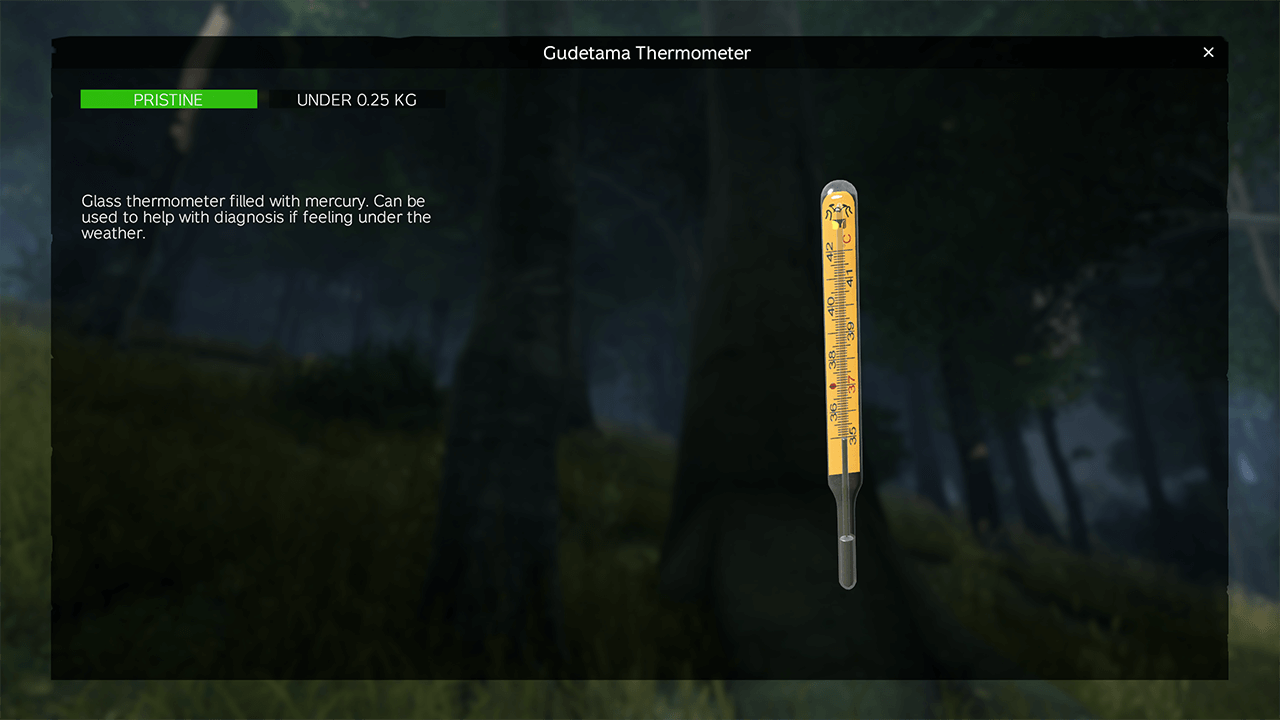 Gudetama Thermometer
PRISTINE
UNDER 0.25 KG
Glass thermometer filled with mercury. Can be
used to help with diagnosis if feeling under the
weather.
C
42
41
40
39
38
37
36
35